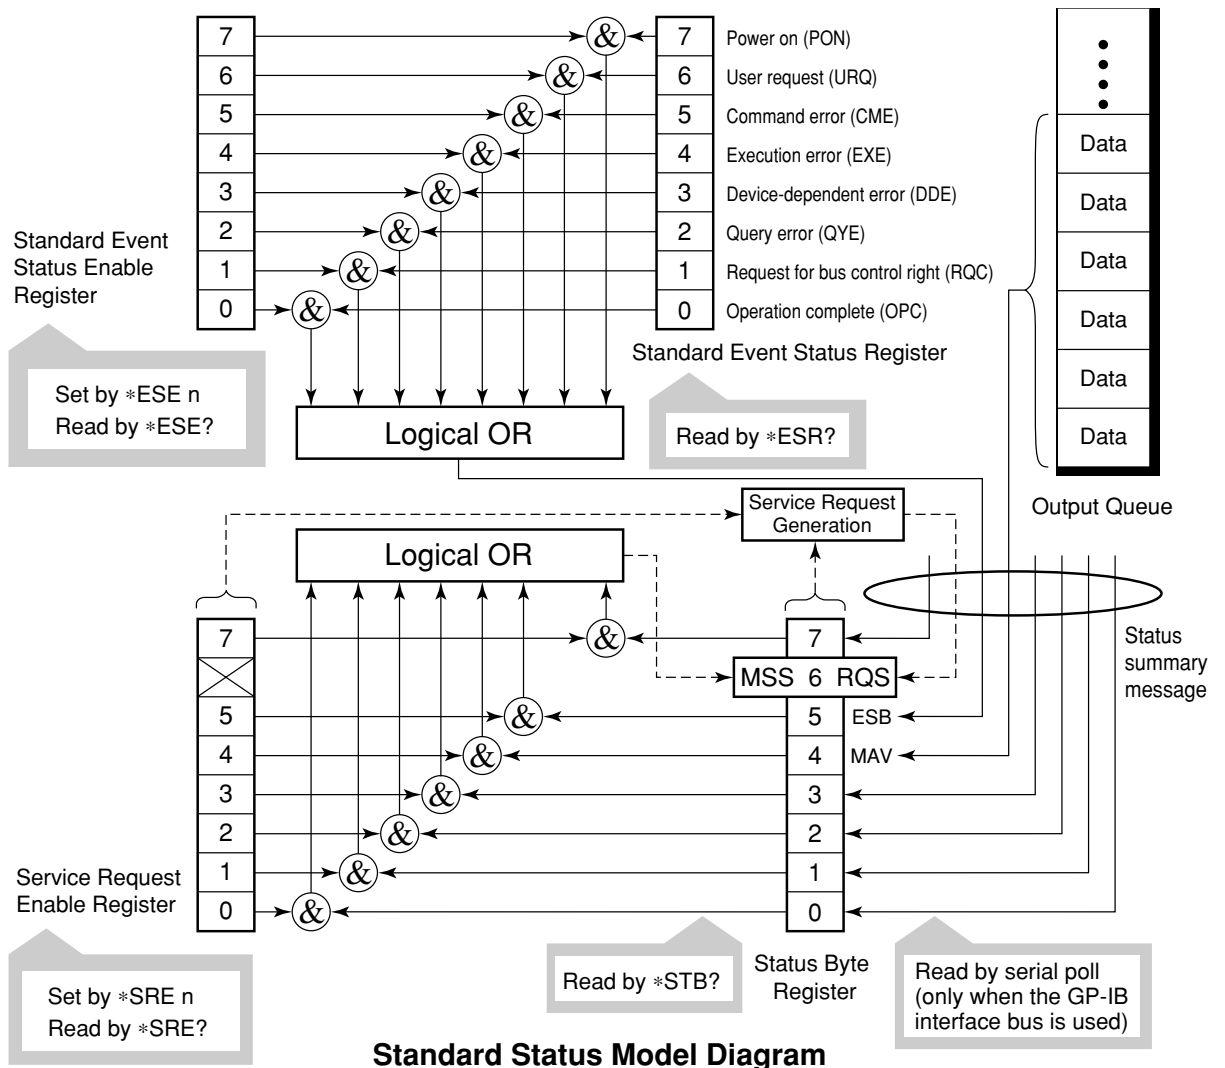 7 & 7 Power on (PON)
6 & 6 User request (URQ)
5 & 5 Command error (CME)
4 & 4 Execution error (EXE)
3 & 3 Device-dependent error (DDE)
2 & 2 Query error (QYE)
1 & 1 Request for bus control right (RQC)
0 & 0 Operation complete (OPC)
Standard Event
Status Enable
Register
Set by *ESE n
Read by *ESE?
Standard Event Status Register
Read by *ESR?
Logical OR
Data
Data
Data
Data
Data
Data
Output Queue
Service Request
Generation
Logical OR
7 & 7
MSS 6 RQS
5 & 5 ESB
4 & 4 MAV
3 & 3
2 & 2
1 & 1
0 & 0
Status
summary
message
Service Request
Enable Register
Set by *SRE n
Read by *SRE?
Read by *STB?
Status Byte
Register
Read by serial poll
(only when the GP-IB
interface bus is used)
Standard Status Model Diagram